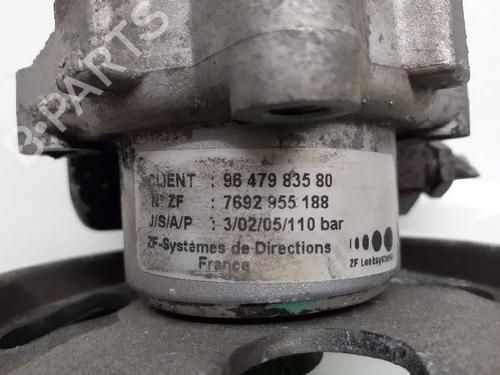 B-PARTS
CLIENT : 96 479 835 80
N° ZF : 7692 955 188
J/S/A/P : 3/02/05/110 bar
ZF-Systèmes de Directions
France
ZF Lenksysteme